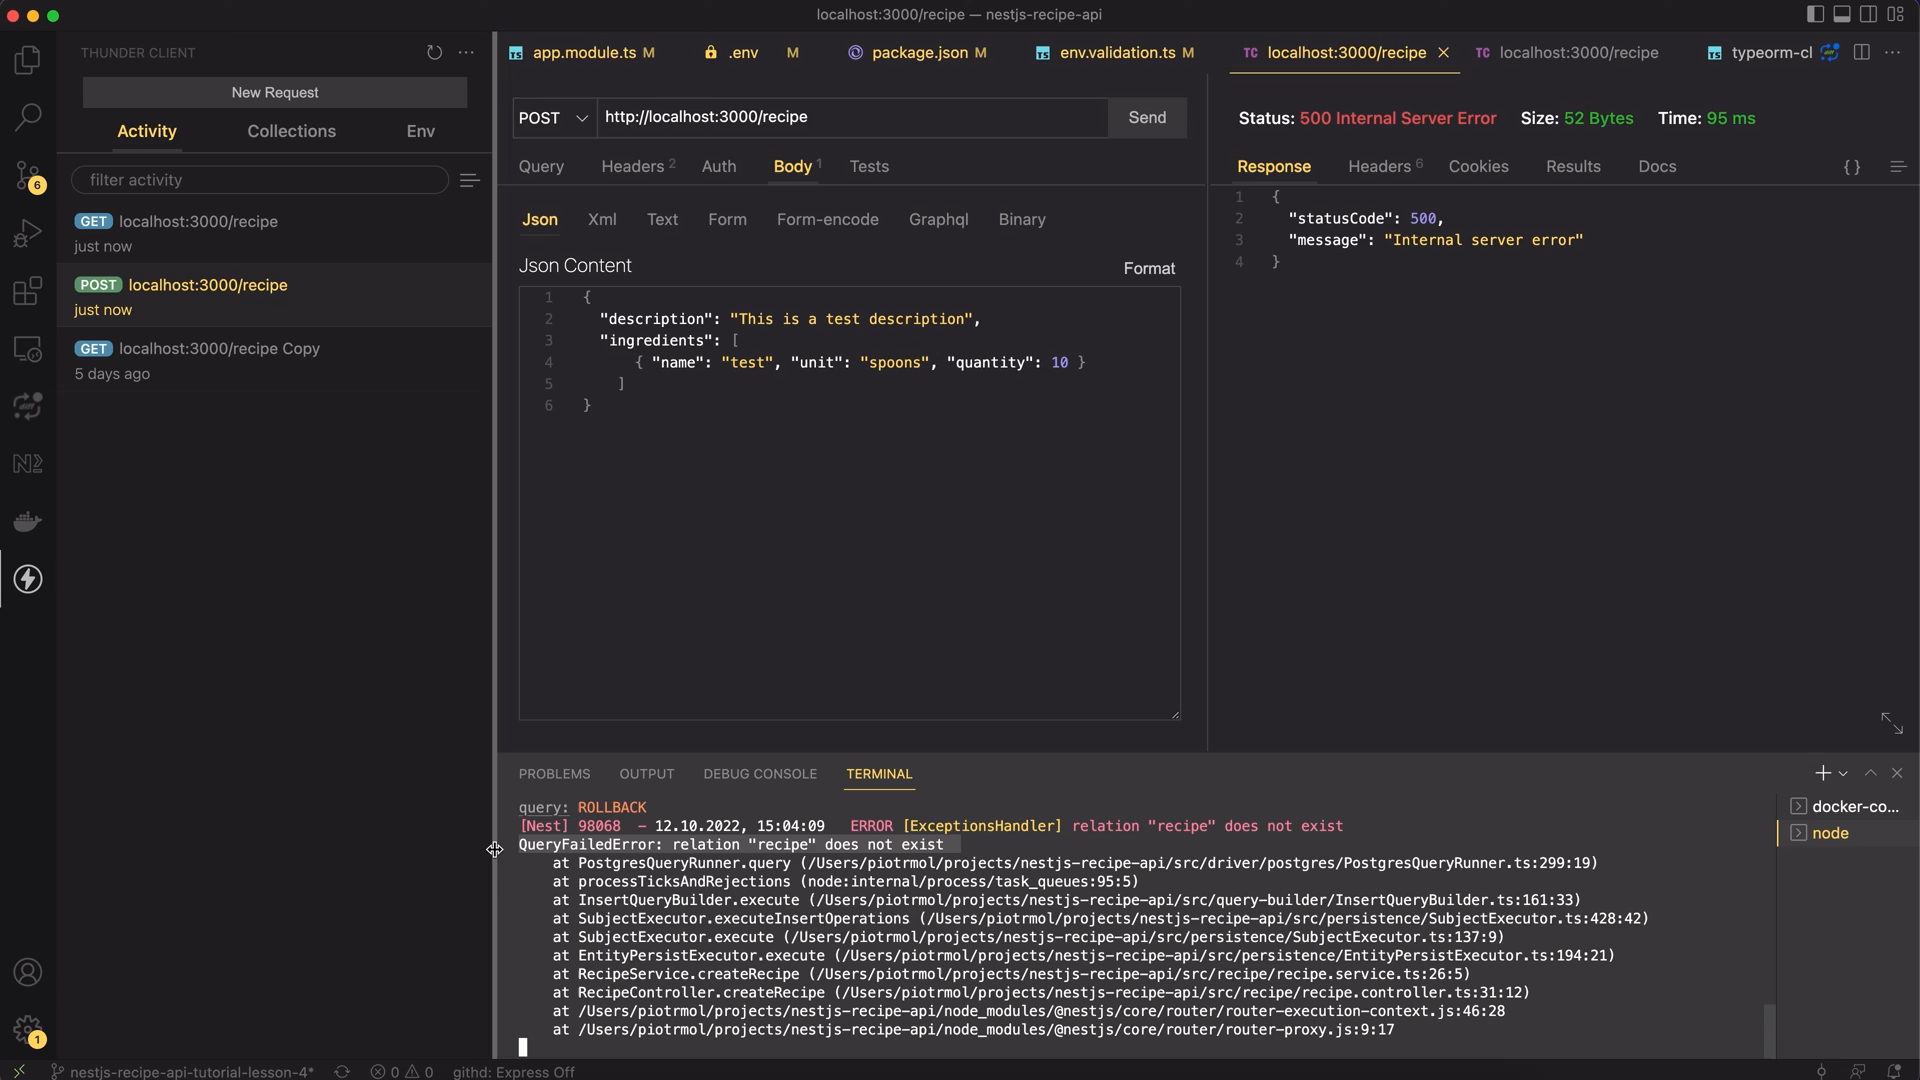 localhost:3000/recipe — nestjs-recipe-api
THUNDER CLIENT
New Request
Activity
Collections
Env
filter activity
GET localhost:3000/recipe
just now
POST localhost:3000/recipe
just now
GET localhost:3000/recipe Copy
5 days ago
6
1
TS app.module.ts M
.env M
package.json M
TS env.validation.ts M
TC localhost:3000/recipe
TC localhost:3000/recipe
TS typeorm-cl
POST
http://localhost:3000/recipe
Send
Query
Headers 2
Auth
Body 1
Tests
Json
Xml
Text
Form
Form-encode
Graphql
Binary
Json Content
Format
1 {
2 "description": "This is a test description",
3 "ingredients": [
4 { "name": "test", "unit": "spoons", "quantity": 10 }
5 ]
6 }
Status: 500 Internal Server Error Size: 52 Bytes Time: 95 ms
Response
Headers 6
Cookies
Results
Docs
{ }
1 {
2 "statusCode": 500,
3 "message": "Internal server error"
4 }
PROBLEMS
OUTPUT
DEBUG CONSOLE
TERMINAL
query: ROLLBACK
[Nest] 98068 - 12.10.2022, 15:04:09 ERROR [ExceptionsHandler] relation "recipe" does not exist
QueryFailedError: relation "recipe" does not exist
at PostgresQueryRunner.query (/Users/piotrmol/projects/nestjs-recipe-api/src/driver/postgres/PostgresQueryRunner.ts:299:19)
at processTicksAndRejections (node:internal/process/task_queues:95:5)
at InsertQueryBuilder.execute (/Users/piotrmol/projects/nestjs-recipe-api/src/query-builder/InsertQueryBuilder.ts:161:33)
at SubjectExecutor.executeInsertOperations (/Users/piotrmol/projects/nestjs-recipe-api/src/persistence/SubjectExecutor.ts:428:42)
at SubjectExecutor.execute (/Users/piotrmol/projects/nestjs-recipe-api/src/persistence/SubjectExecutor.ts:137:9)
at EntityPersistExecutor.execute (/Users/piotrmol/projects/nestjs-recipe-api/src/persistence/EntityPersistExecutor.ts:194:21)
at RecipeService.createRecipe (/Users/piotrmol/projects/nestjs-recipe-api/src/recipe/recipe.service.ts:26:5)
at RecipeController.createRecipe (/Users/piotrmol/projects/nestjs-recipe-api/src/recipe/recipe.controller.ts:31:12)
at /Users/piotrmol/projects/nestjs-recipe-api/node_modules/@nestjs/core/router/router-execution-context.js:46:28
at /Users/piotrmol/projects/nestjs-recipe-api/node_modules/@nestjs/core/router/router-proxy.js:9:17
docker-co...
node
nestjs-recipe-api-tutorial-lesson-4*
0
0
githd: Express Off